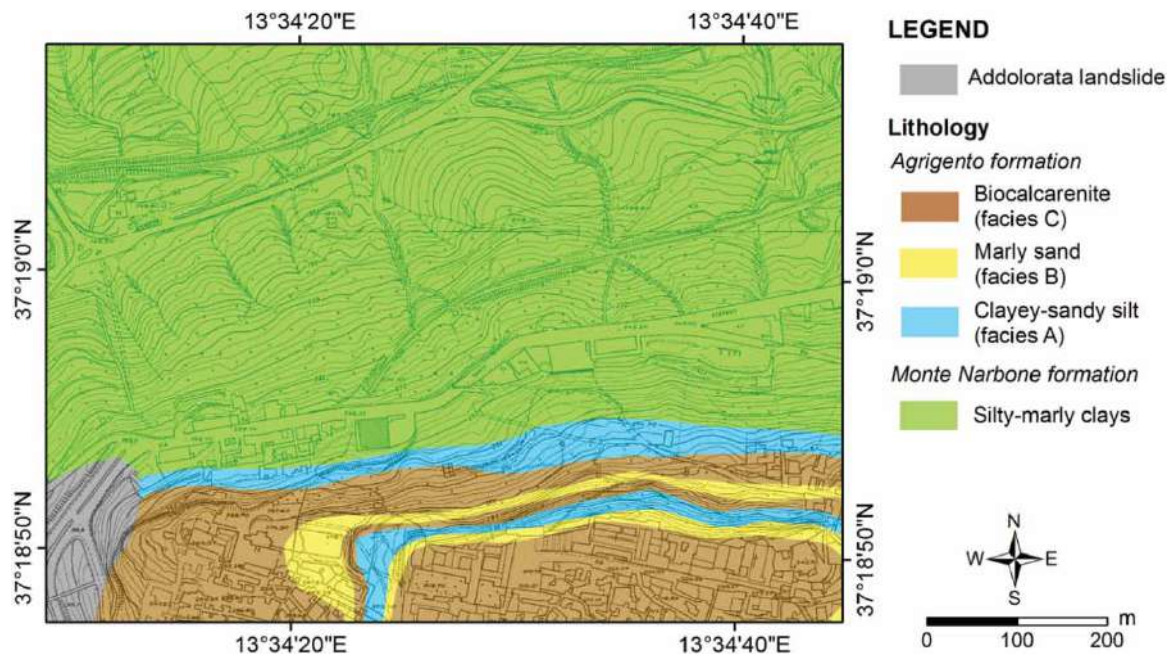 13°34'20"E
13°34'40"E
37°19'0"N
37°18'50"N
37°19'0"N
37°18'50"N
13°34'20"E
13°34'40"E
LEGEND
Addolorata landslide
Lithology
Agrigento formation
Biocalcarenite
(facies C)
Marly sand
(facies B)
Clayey-sandy silt
(facies A)
Monte Narbone formation
Silty-marly clays
N
W
E
S
m
0
100
200